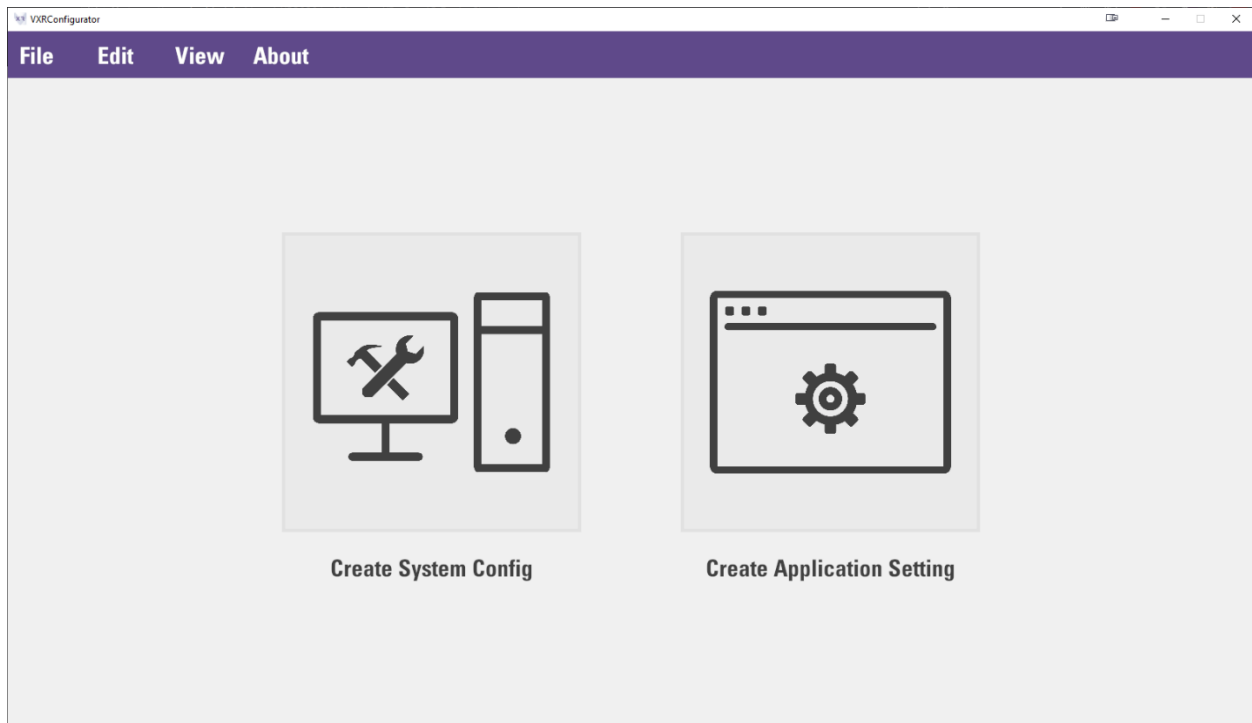 VXRConfigurator
File Edit View About
Create System Config Create Application Setting